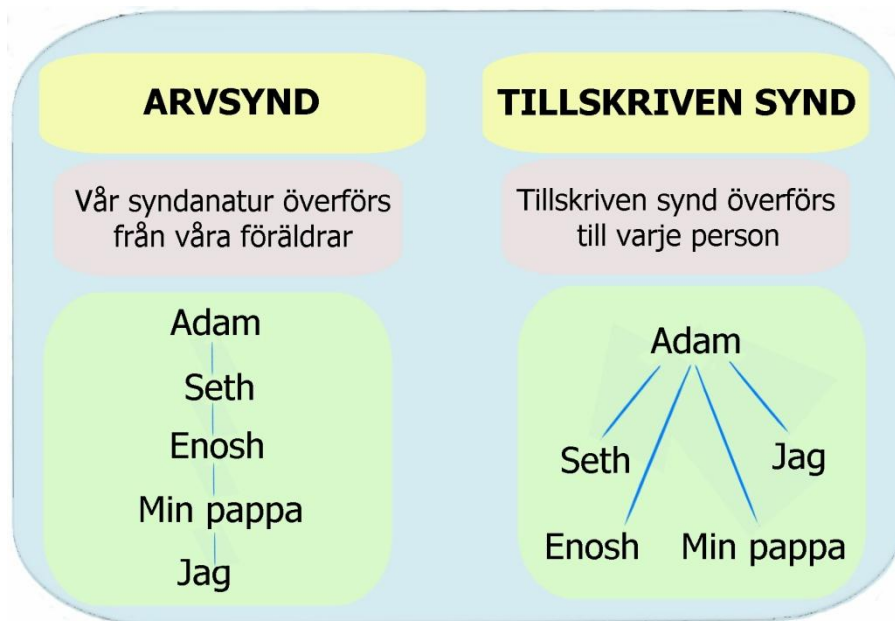 ARVSYND
Vår syndanatur överförs
från våra föräldrar
Adam
Seth
Enosh
Min pappa
Jag
TILLSKRIVEN SYND
Tillskriven synd överförs
till varje person
Adam
Seth
Jag
Enosh
Min pappa